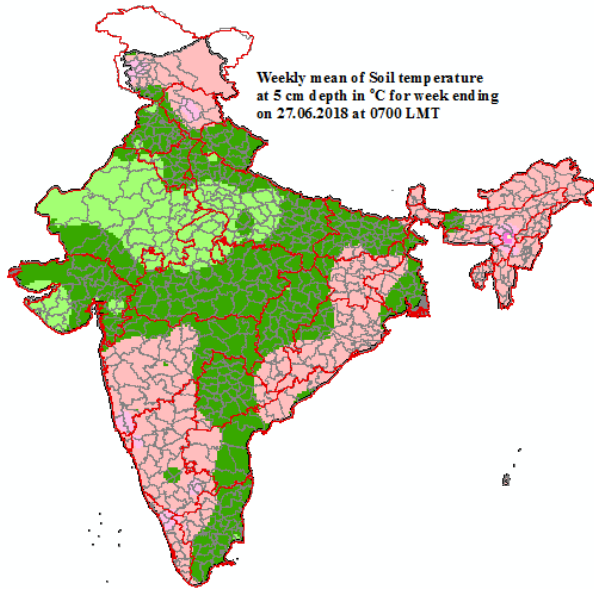 Weekly mean of Soil temperature
at 5 cm depth in °C for week ending
on 27.06.2018 at 0700 LMT